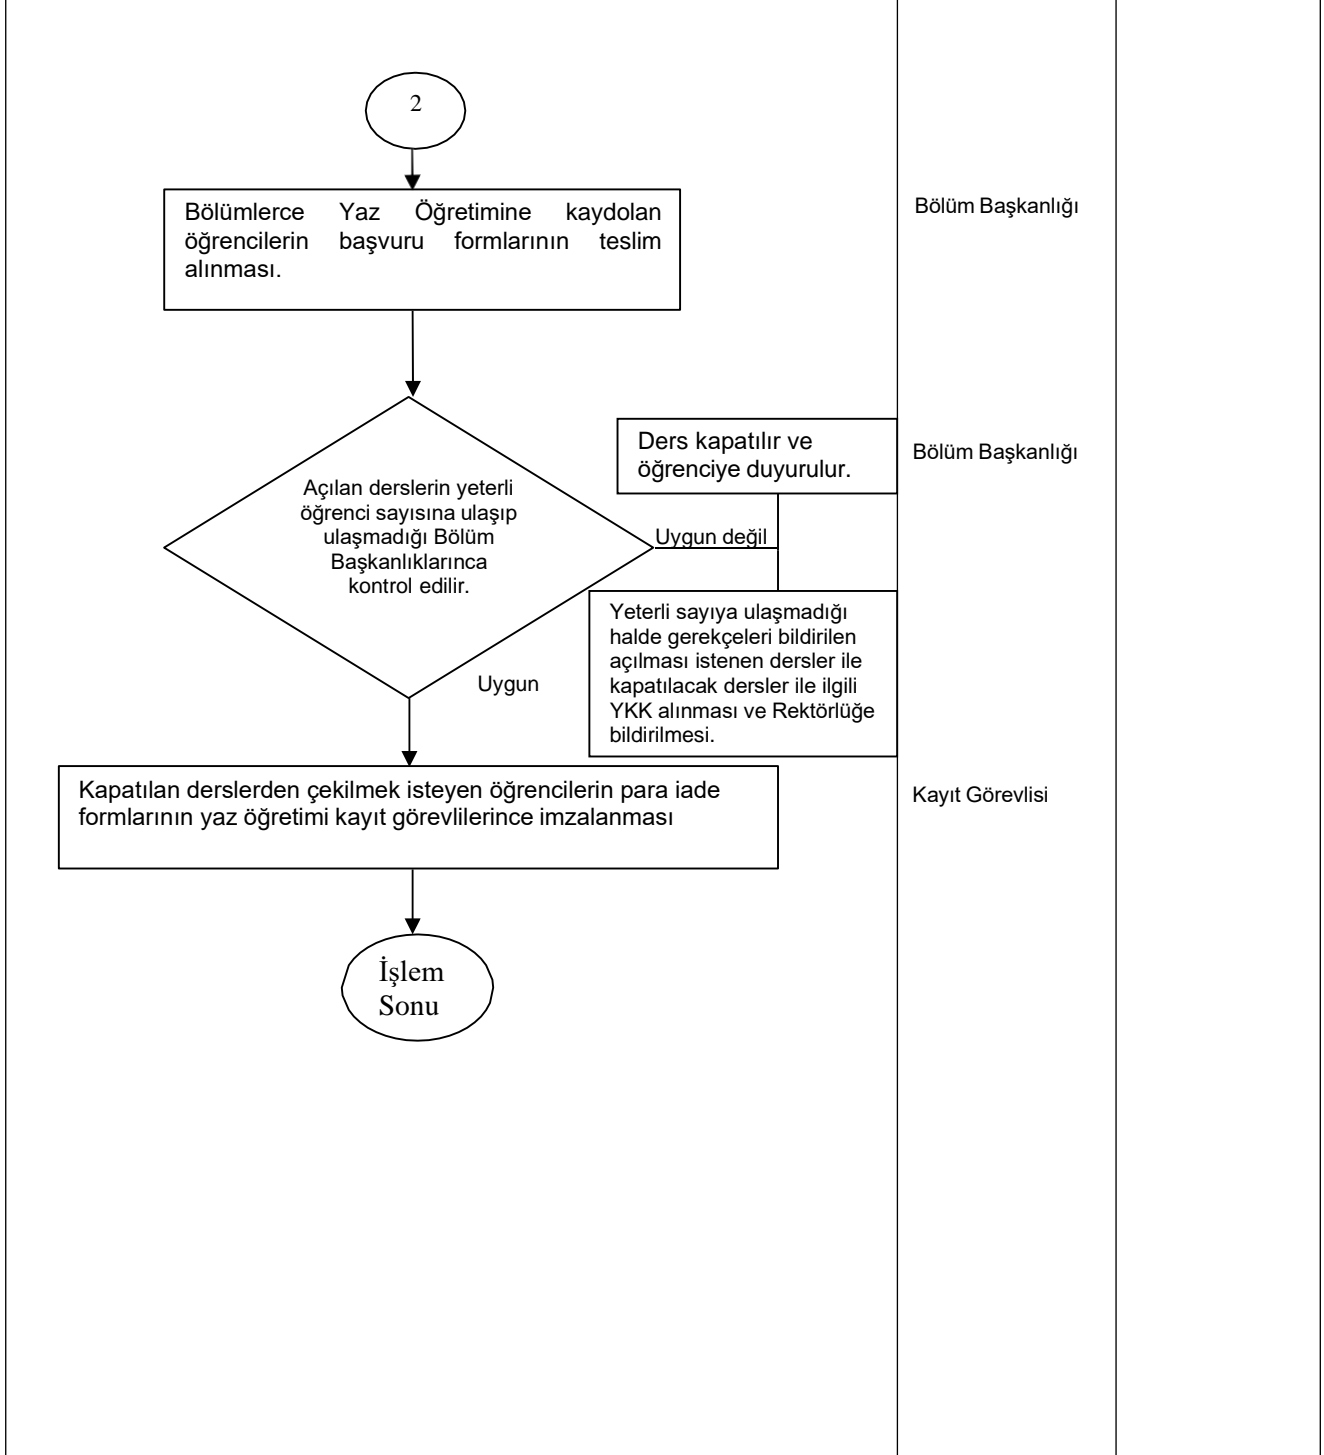 2
Bölümlerce Yaz Öğretimine kaydolan
öğrencilerin başvuru formlarının teslim
alınması.
Bölüm Başkanlığı
Ders kapatılır ve
öğrenciye duyurulur.
Bölüm Başkanlığı
Açılan derslerin yeterli
öğrenci sayısına ulaşıp
ulaşmadığı Bölüm
Başkanlıklarınca
kontrol edilir.
Uygun değil
Yeterli sayıya ulaşmadığı
halde gerekçeleri bildirilen
açılması istenen dersler ile
kapatılacak dersler ile ilgili
YKK alınması ve Rektörlüğe
bildirilmesi.
Uygun
Kapatılan derslerden çekilmek isteyen öğrencilerin para iade
formlarının yaz öğretimi kayıt görevlilerince imzalanması
Kayıt Görevlisi
İşlem
Sonu